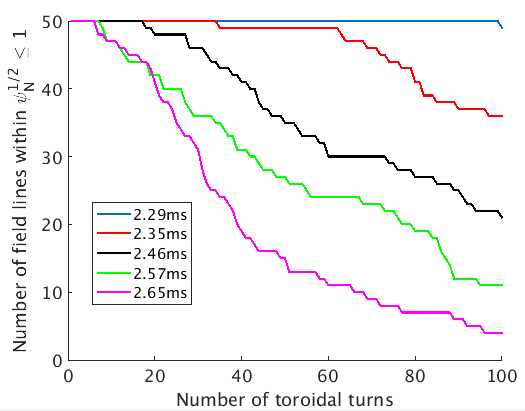 Number of field lines within ψ_N^{1/2} ≤ 1
50
40
30
20
10
0
2.29ms
2.35ms
2.46ms
2.57ms
2.65ms
0 20 40 60 80 100
Number of toroidal turns